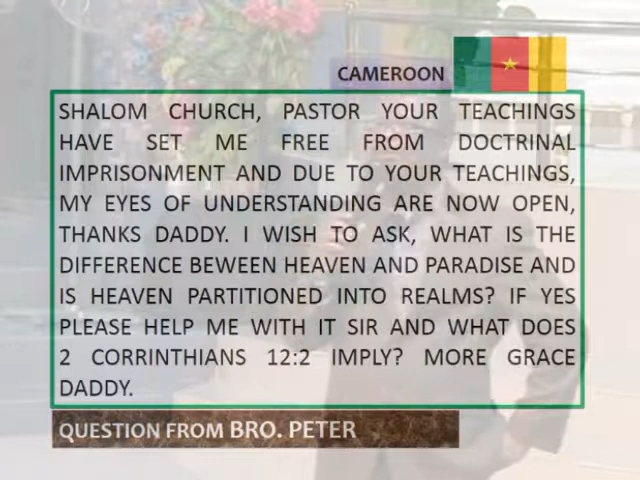 CAMEROON
SHALOM CHURCH, PASTOR YOUR TEACHINGS
HAVE SET ME FREE FROM DOCTRINAL
IMPRISONMENT AND DUE TO YOUR TEACHINGS,
MY EYES OF UNDERSTANDING ARE NOW OPEN,
THANKS DADDY. I WISH TO ASK, WHAT IS THE
DIFFERENCE BEWEEN HEAVEN AND PARADISE AND
IS HEAVEN PARTITIONED INTO REALMS? IF YES
PLEASE HELP ME WITH IT SIR AND WHAT DOES
2 CORRINTHIANS 12:2 IMPLY? MORE GRACE
DADDY.
QUESTION FROM BRO. PETER